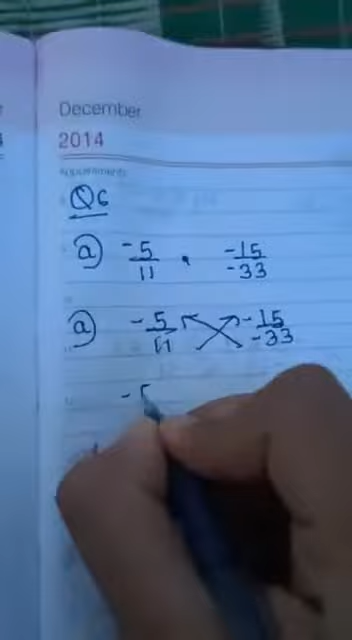 December
2014
Appointments
Q6
a) -5/11 . -15/-33
a) -5/11 -15/-33
-5